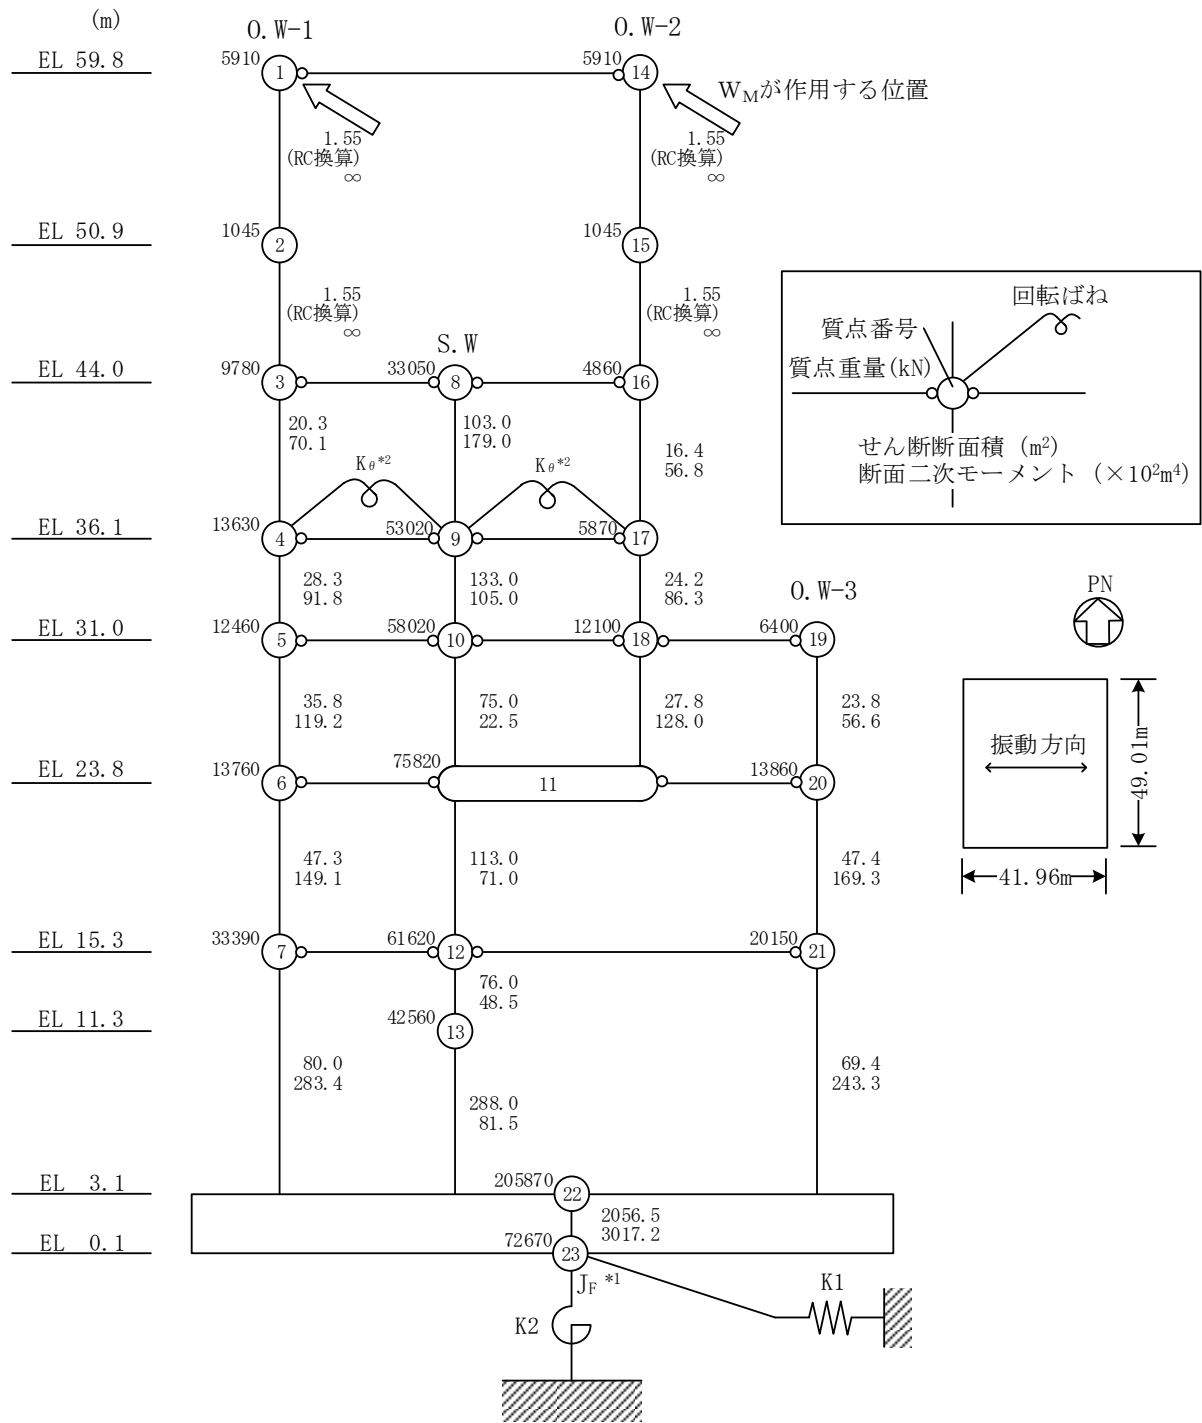 (m)
O.W-1
O.W-2
EL 59.8
5910
1
5910
14
W_Mが作用する位置
1.55
(RC換算)
∞
1.55
(RC換算)
∞
EL 50.9
1045
2
1045
15
1.55
(RC換算)
∞
1.55
(RC換算)
∞
回転ばね
質点番号
質点重量(kN)
せん断断面積 (m²)
断面二次モーメント (×10²m⁴)
S.W
EL 44.0
9780
3
33050
8
4860
16
20.3
70.1
103.0
179.0
16.4
56.8
Kθ*2
Kθ*2
EL 36.1
13630
4
53020
9
5870
17
28.3
91.8
133.0
105.0
24.2
86.3
O.W-3
PN
EL 31.0
12460
5
58020
10
12100
18
6400
19
35.8
119.2
75.0
22.5
27.8
128.0
23.8
56.6
振動方向
49.01m
41.96m
EL 23.8
13760
6
75820
11
13860
20
47.3
149.1
113.0
71.0
47.4
169.3
EL 15.3
33390
7
61620
12
20150
21
76.0
48.5
EL 11.3
42560
13
80.0
283.4
288.0
81.5
69.4
243.3
EL 3.1
205870
22
2056.5
3017.2
EL 0.1
72670
23
J_F *1
K1
K2